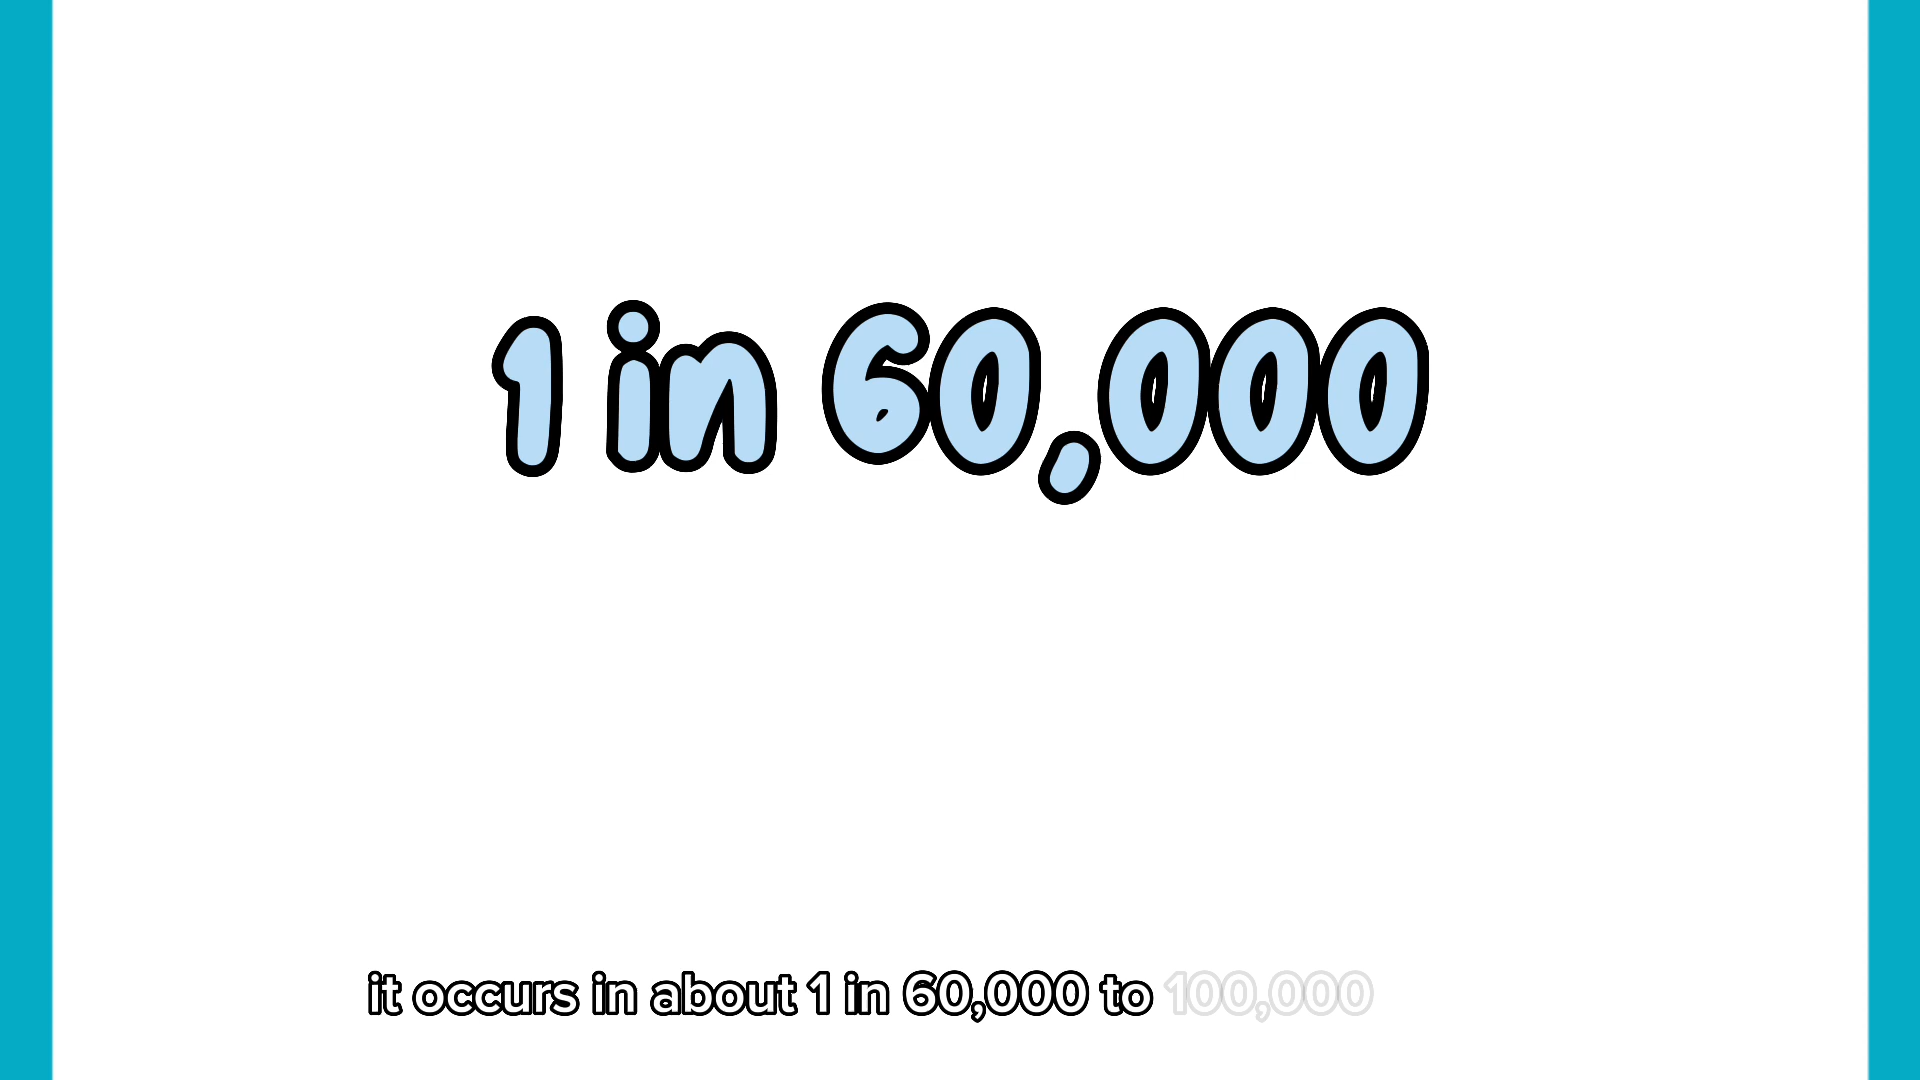 1 in 60,000
it occurs in about 1 in 60,000 to 100,000